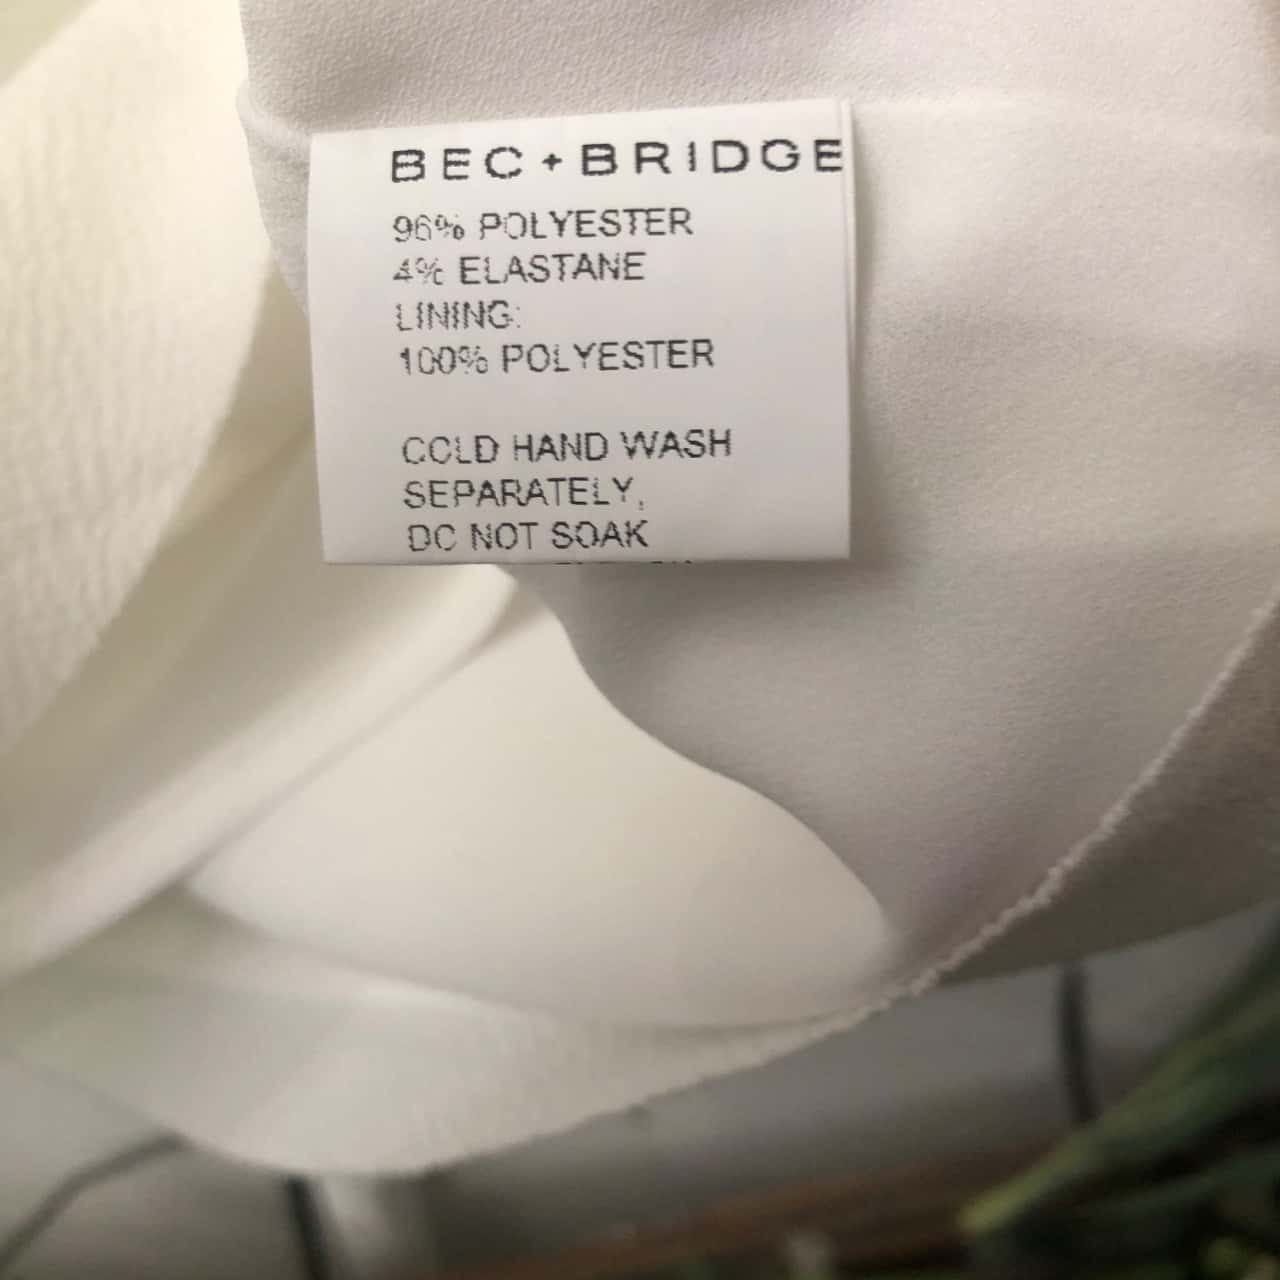 BEC + BRIDGE
96% POLYESTER
4% ELASTANE
LINING:
100% POLYESTER
COLD HAND WASH
SEPARATELY,
DO NOT SOAK